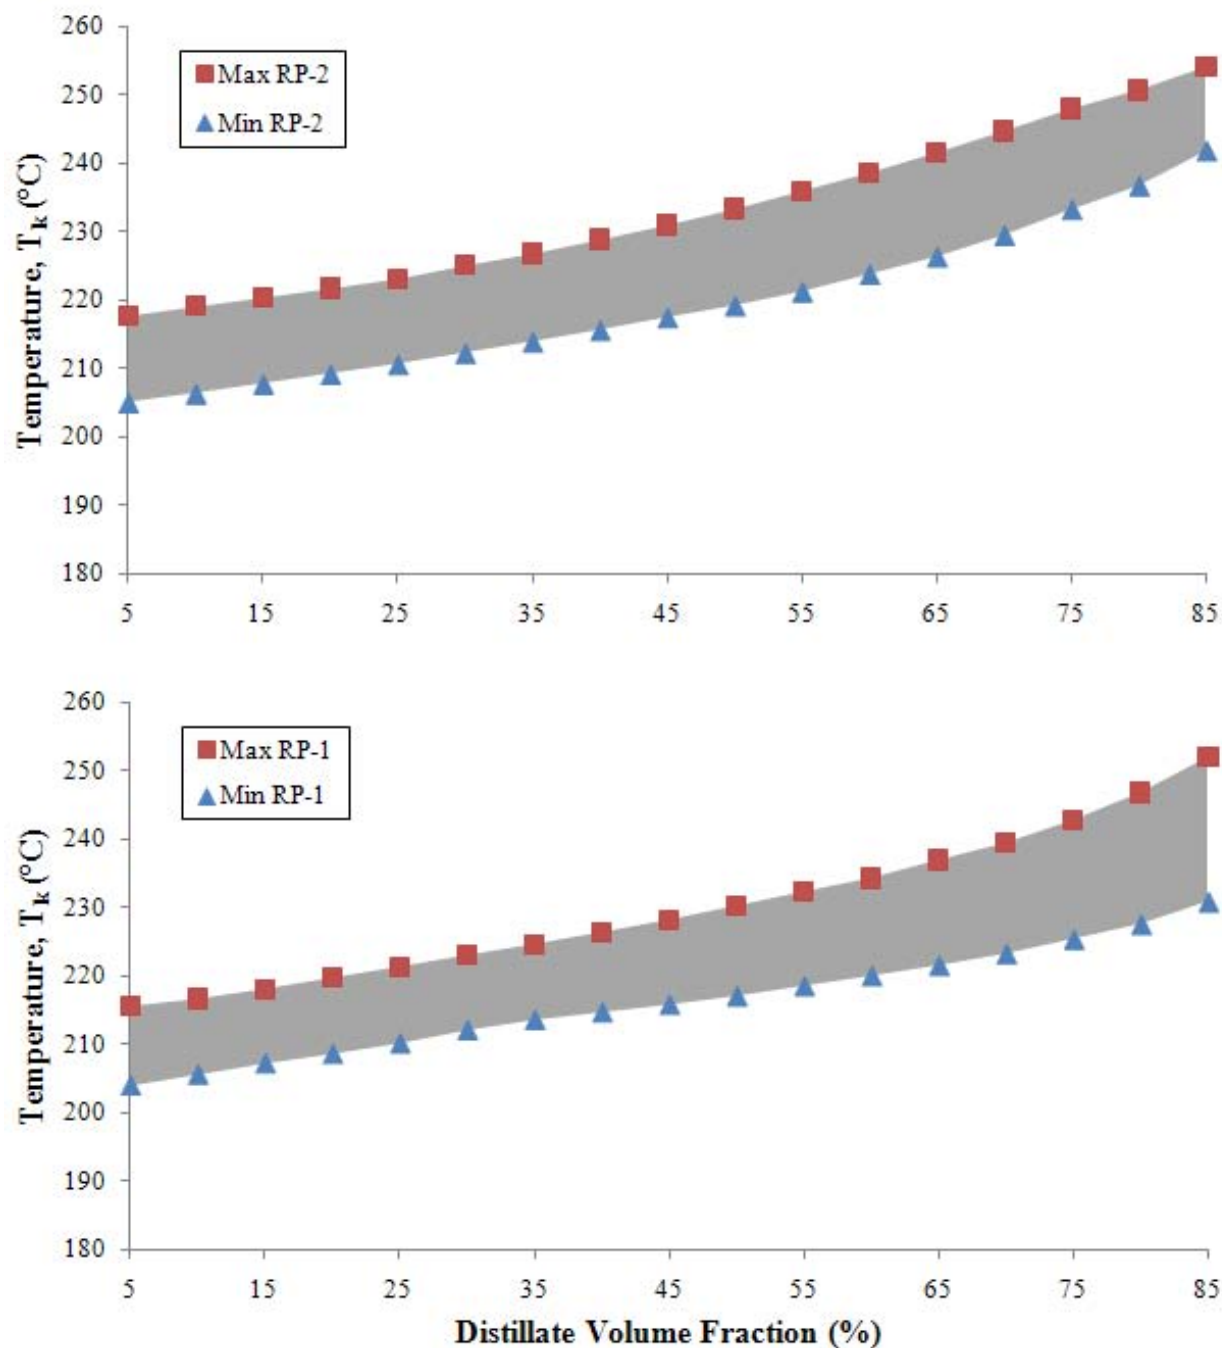 260
250
240
230
220
210
200
190
180
Temperature, Tk (°C)
Max RP-2
Min RP-2
5 15 25 35 45 55 65 75 85
260
250
240
230
220
210
200
190
180
Temperature, Tk (°C)
Max RP-1
Min RP-1
5 15 25 35 45 55 65 75 85
Distillate Volume Fraction (%)